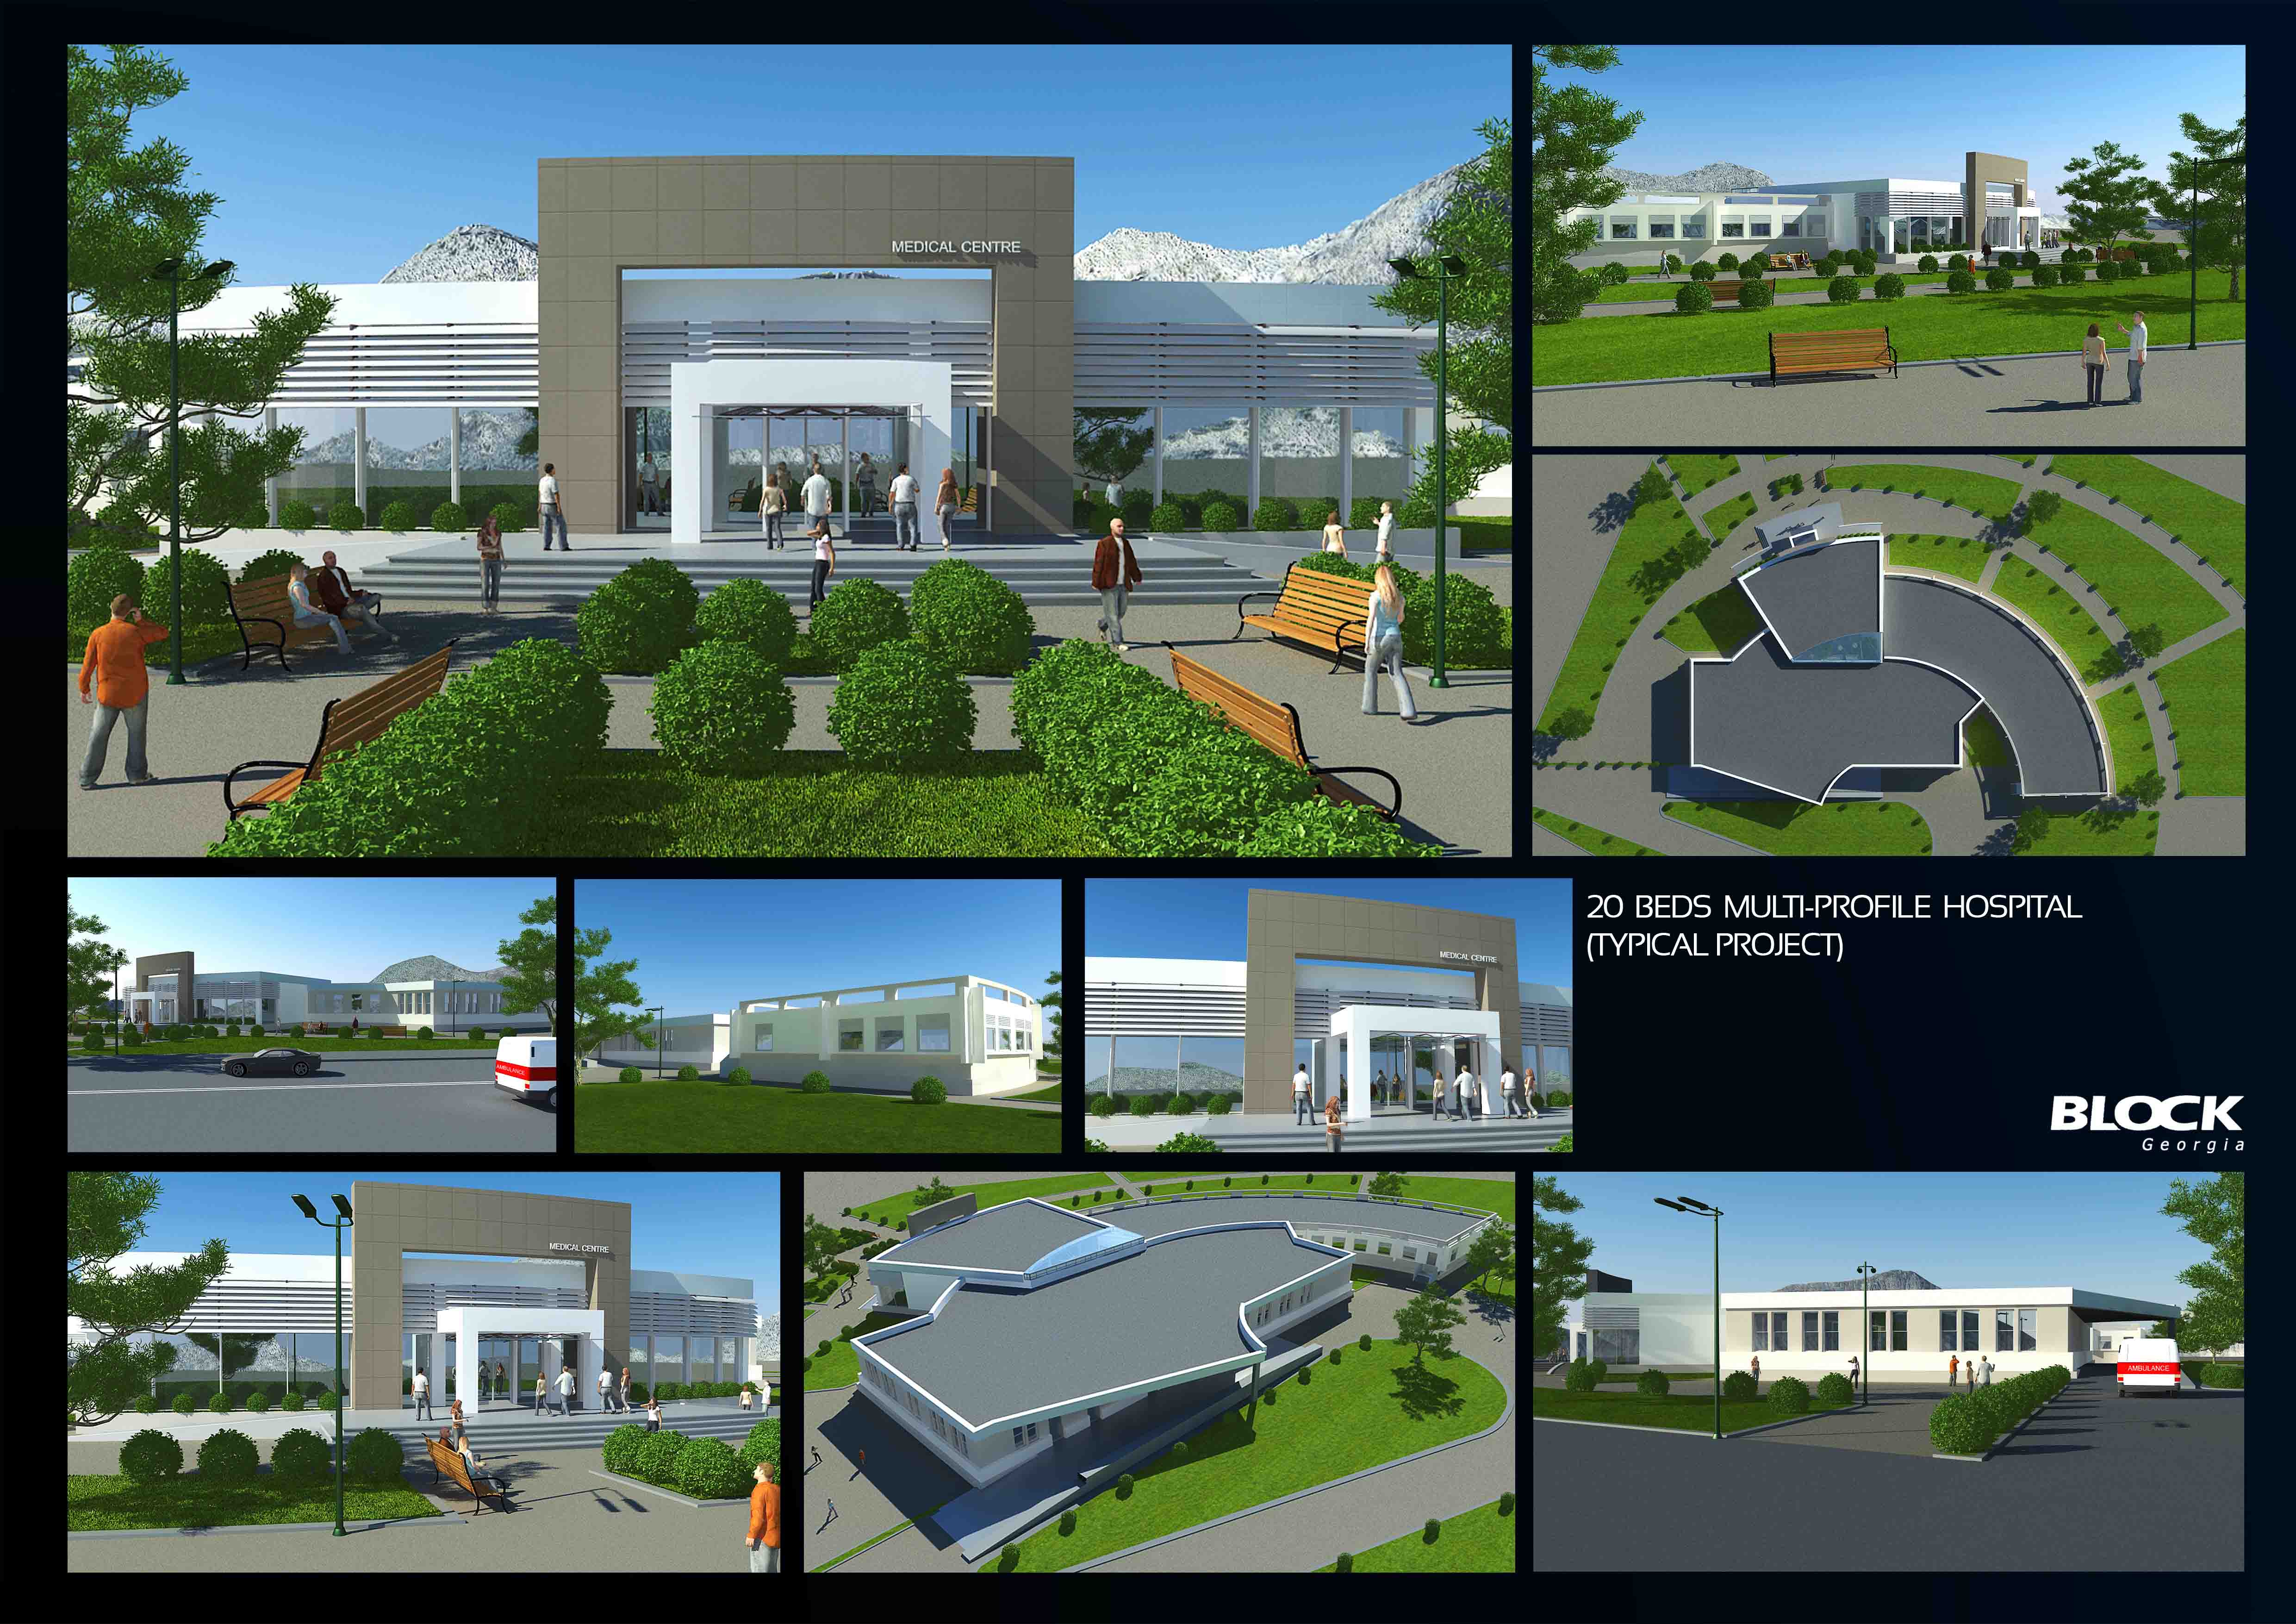 MEDICAL CENTRE
AMBULANCE
MEDICAL CENTRE
20 BEDS MULTI-PROFILE HOSPITAL
(TYPICAL PROJECT)
BLOCK
Georgia
MEDICAL CENTRE
AMBULANCE